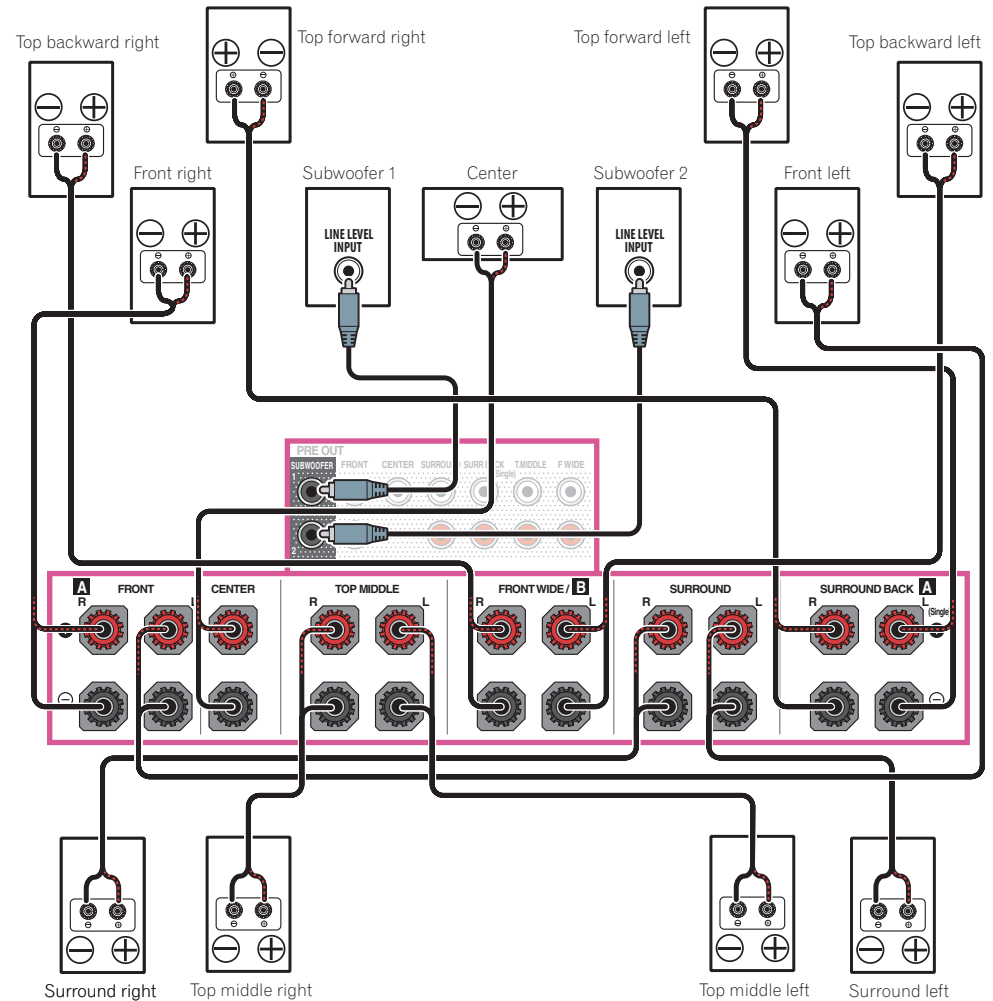 Top backward right
Top forward right
Top forward left
Top backward left
Front right
Subwoofer 1
Center
Subwoofer 2
Front left
LINE LEVEL
INPUT
LINE LEVEL
INPUT
PRE OUT
SUBWOOFER FRONT CENTER SURROUND T.MIDDLE F WIDE
1
2
A FRONT CENTER TOP MIDDLE FRONT WIDE / B SURROUND SURROUND BACK A
R L R L R L R L R L
(Single)
Surround right
Top middle right
Top middle left
Surround left